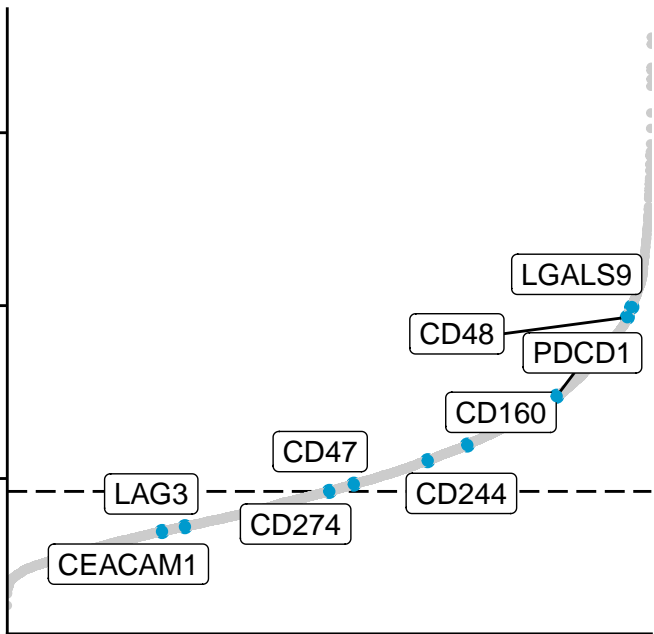 LGALS9
CD48
PDCD1
CD160
CD47
LAG3
CD244
CD274
CEACAM1